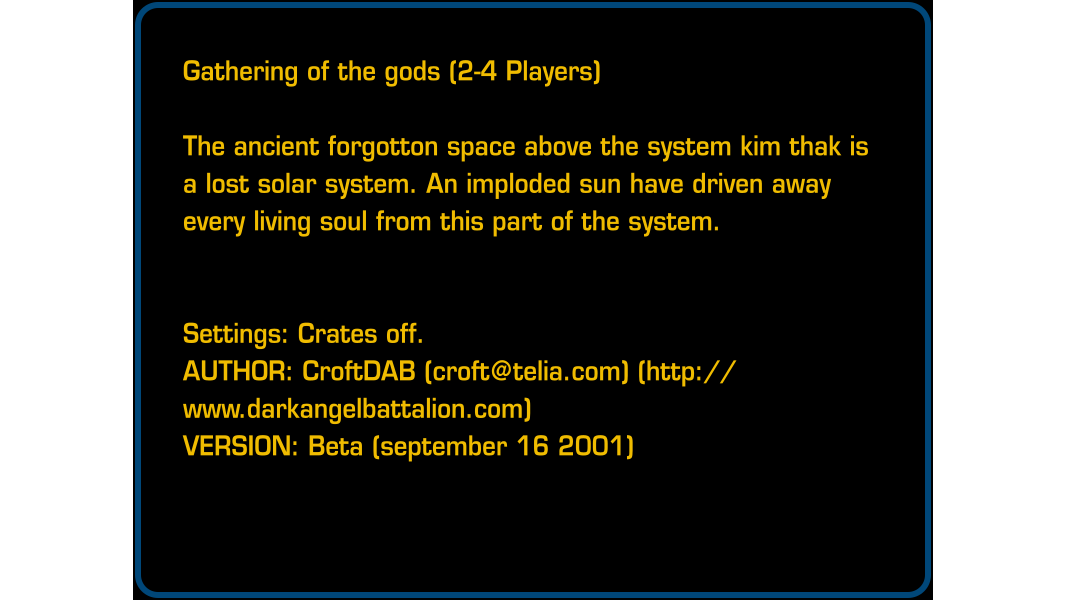 Gathering of the gods (2-4 Players)
The ancient forgotton space above the system kim thak is
a lost solar system. An imploded sun have driven away
every living soul from this part of the system.
Settings: Crates off.
AUTHOR: CroftDAB (croft@telia.com) (http://
www.darkangelbattalion.com)
VERSION: Beta (september 16 2001)